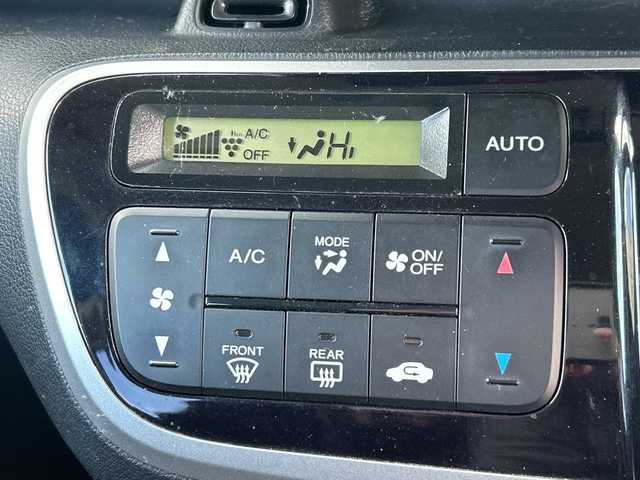 A/C
OFF
Hi
AUTO
A/C
MODE
ON/
OFF
FRONT
REAR